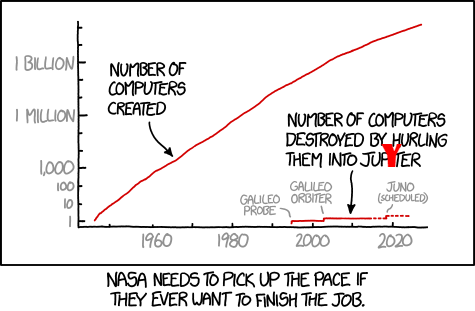 1 BILLION
1 MILLION
1,000
100
10
1
NUMBER OF
COMPUTERS
CREATED
NUMBER OF COMPUTERS
DESTROYED BY HURLING
THEM INTO JUPITER
Y
GALILEO
PROBE
GALILEO
ORBITER
JUNO
(SCHEDULED)
1960
1980
2000
2020
NASA NEEDS TO PICK UP THE PACE IF
THEY EVER WANT TO FINISH THE JOB.